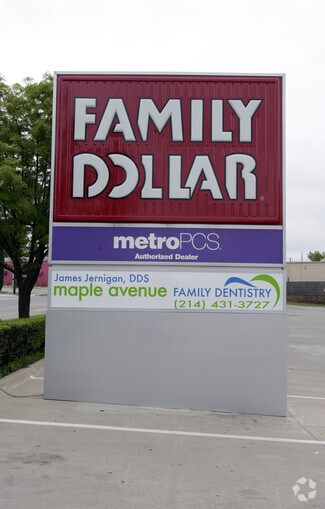 FAMILY
DOLLAR
metroPCS.
Authorized Dealer
James Jernigan, DDS
maple avenue FAMILY DENTISTRY
(214) 431-3727